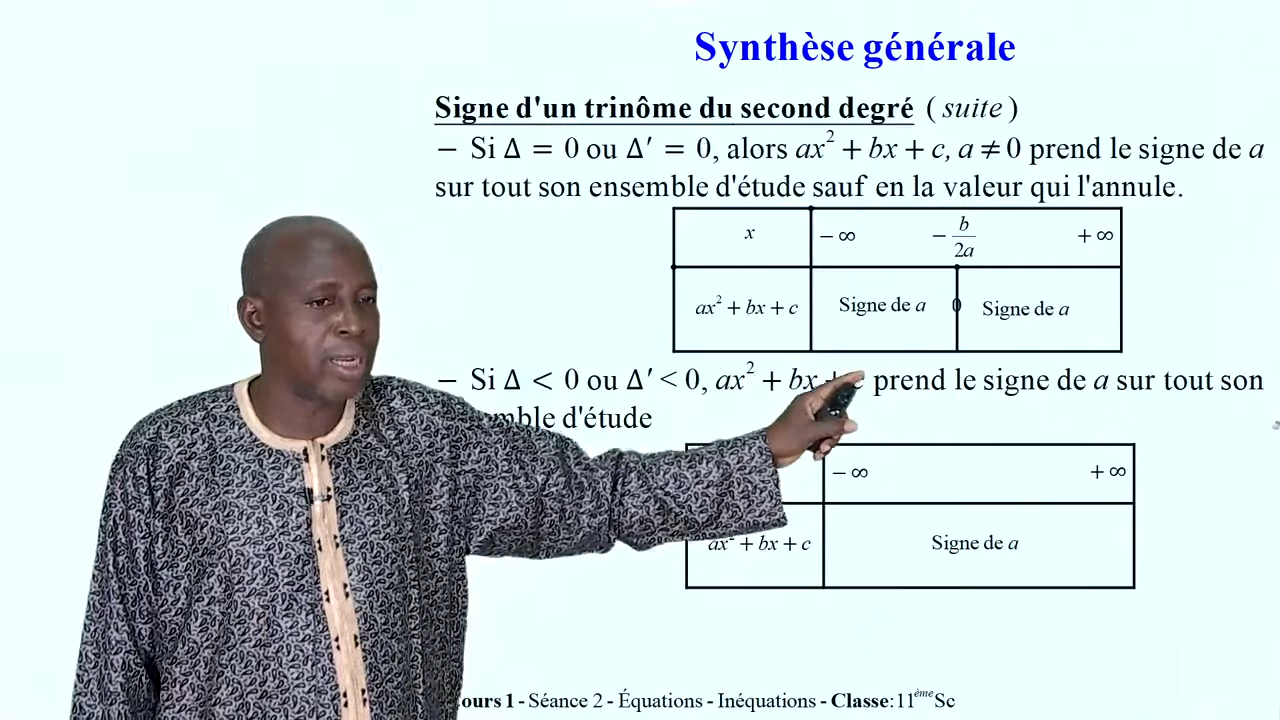 Synthèse générale
Signe d'un trinôme du second degré ( suite )
− Si Δ = 0 ou Δ′ = 0, alors ax² + bx + c, a ≠ 0 prend le signe de a
sur tout son ensemble d'étude sauf en la valeur qui l'annule.
x − ∞ − b/2a + ∞
ax² + bx + c Signe de a 0 Signe de a
− Si Δ < 0 ou Δ′ < 0, ax² + bx + c prend le signe de a sur tout son
d'étude
− ∞ + ∞
ax² + bx + c Signe de a
Cours 1 - Séance 2 - Équations - Inéquations - Classe:11ème Sc